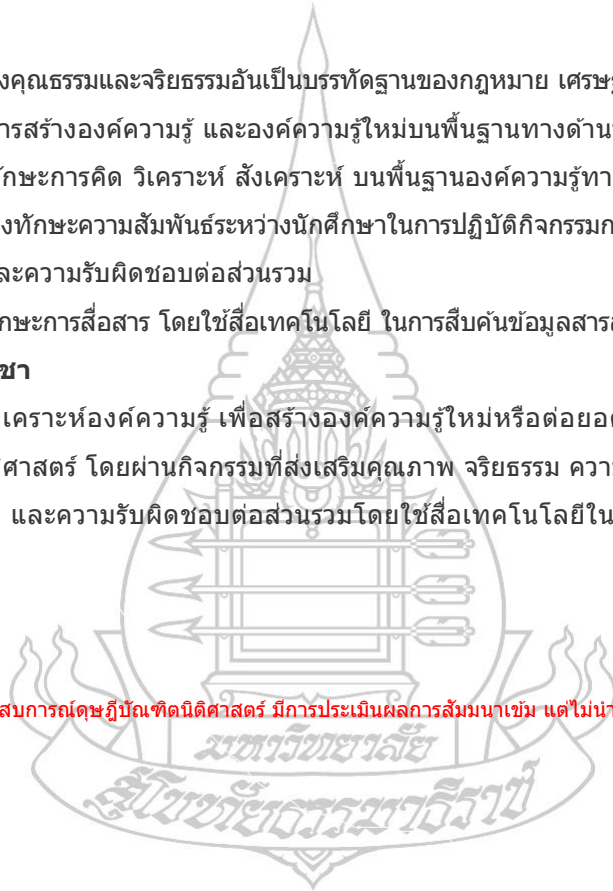 งคุณธรรมและจริยธรรมอันเป็นบรรทัดฐานของกฎหมาย เศรษฐ
ารสร้างองค์ความรู้ และองค์ความรู้ใหม่บนพื้นฐานทางด้าน
ักษะการคิด วิเคราะห์ สังเคราะห์ บนพื้นฐานองค์ความรู้ทา
งทักษะความสัมพันธ์ระหว่างนักศึกษาในการปฏิบัติกิจกรรมก
ละความรับผิดชอบต่อส่วนรวม
ักษะการสื่อสาร โดยใช้สื่อเทคโนโลยี ในการสืบค้นข้อมูลสารส
ชา
เคราะห์องค์ความรู้ เพื่อสร้างองค์ความรู้ใหม่หรือต่อยอด
ิศาสตร์ โดยผ่านกิจกรรมที่ส่งเสริมคุณภาพ จริยธรรม ความ
และความรับผิดชอบต่อส่วนรวมโดยใช้สื่อเทคโนโลยีใน
สบการณ์ดุษฎีบัณฑิตนิติศาสตร์ มีการประเมินผลการสัมมนาเข้ม แต่ไม่นำ
มหาวิทยาลัย
สุโขทัยธรรมาธิราช